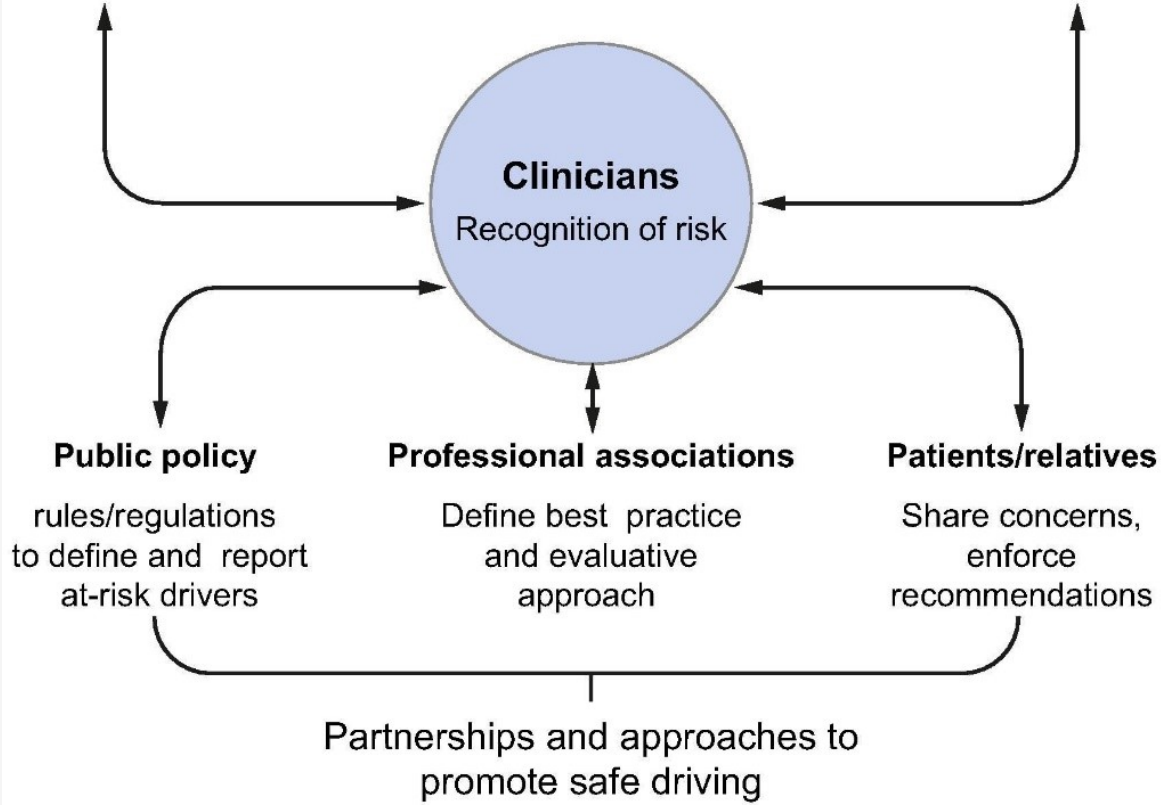 Clinicians
Recognition of risk
Public policy
rules/regulations
to define and report
at-risk drivers
Professional associations
Define best practice
and evaluative
approach
Patients/relatives
Share concerns,
enforce
recommendations
Partnerships and approaches to
promote safe driving